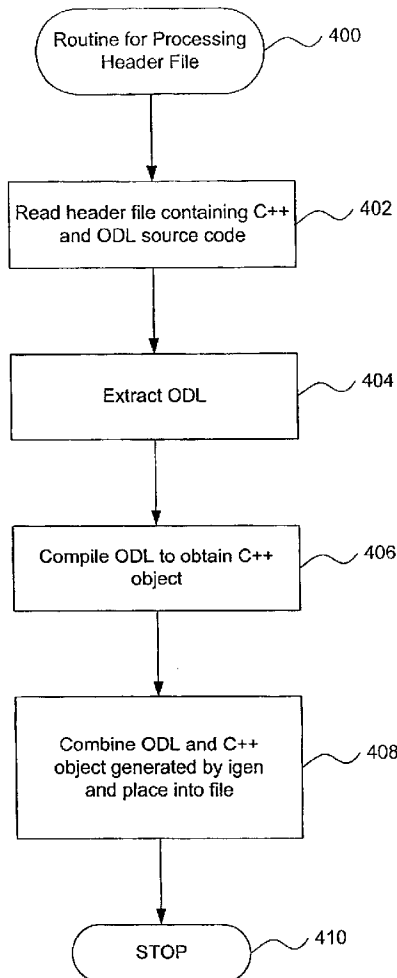 Routine for Processing
Header File
400
Read header file containing C++
and ODL source code
402
Extract ODL
404
Compile ODL to obtain C++
object
406
Combine ODL and C++
object generated by igen
and place into file
408
STOP
410